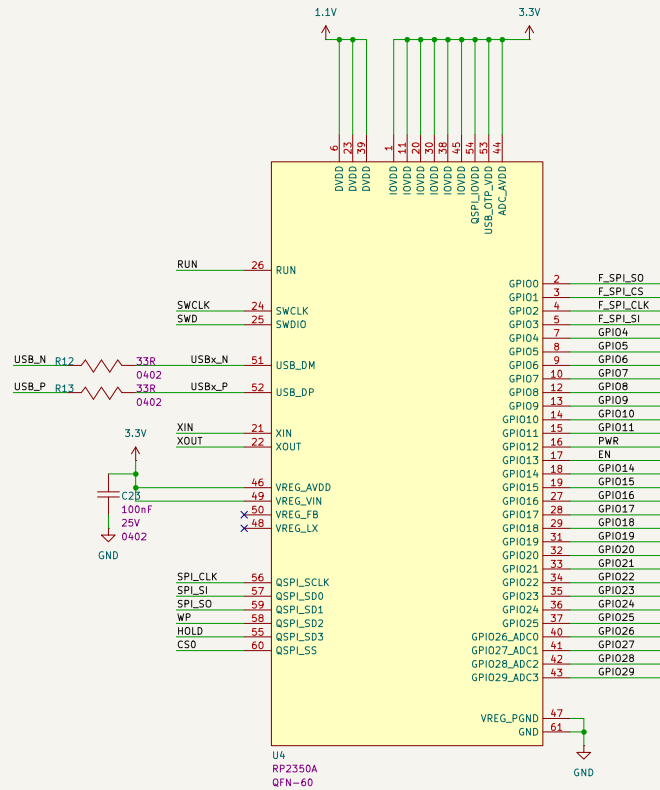 1.1V
3.3V
6
23
39
1
11
20
30
38
45
54
53
44
DVDD
DVDD
DVDD
IOVDD
IOVDD
IOVDD
IOVDD
IOVDD
IOVDD
QSPI_IOVDD
USB_OTP_VDD
ADC_AVDD
RUN 26 RUN
SWCLK 24 SWCLK
SWD 25 SWDIO
USB_N R12 33R 0402 USBx_N 51 USB_DM
USB_P R13 33R 0402 USBx_P 52 USB_DP
XIN 21 XIN
XOUT 22 XOUT
3.3V
46 VREG_AVDD
49 VREG_VIN
50 VREG_FB
48 VREG_LX
C23
100nF
25V
0402
GND
SPI_CLK 56 QSPI_SCLK
SPI_SI 57 QSPI_SD0
SPI_SO 59 QSPI_SD1
WP 58 QSPI_SD2
HOLD 55 QSPI_SD3
CS0 60 QSPI_SS
GPIO0 2 F_SPI_SO
GPIO1 3 F_SPI_CS
GPIO2 4 F_SPI_CLK
GPIO3 5 F_SPI_SI
GPIO4 7 GPIO4
GPIO5 8 GPIO5
GPIO6 9 GPIO6
GPIO7 10 GPIO7
GPIO8 12 GPIO8
GPIO9 13 GPIO9
GPIO10 14 GPIO10
GPIO11 15 GPIO11
GPIO12 16 PWR
GPIO13 17 EN
GPIO14 18 GPIO14
GPIO15 19 GPIO15
GPIO16 27 GPIO16
GPIO17 28 GPIO17
GPIO18 29 GPIO18
GPIO19 31 GPIO19
GPIO20 32 GPIO20
GPIO21 33 GPIO21
GPIO22 34 GPIO22
GPIO23 35 GPIO23
GPIO24 36 GPIO24
GPIO25 37 GPIO25
GPIO26_ADC0 40 GPIO26
GPIO27_ADC1 41 GPIO27
GPIO28_ADC2 42 GPIO28
GPIO29_ADC3 43 GPIO29
VREG_PGND 47
GND 61
GND
U4
RP2350A
QFN-60